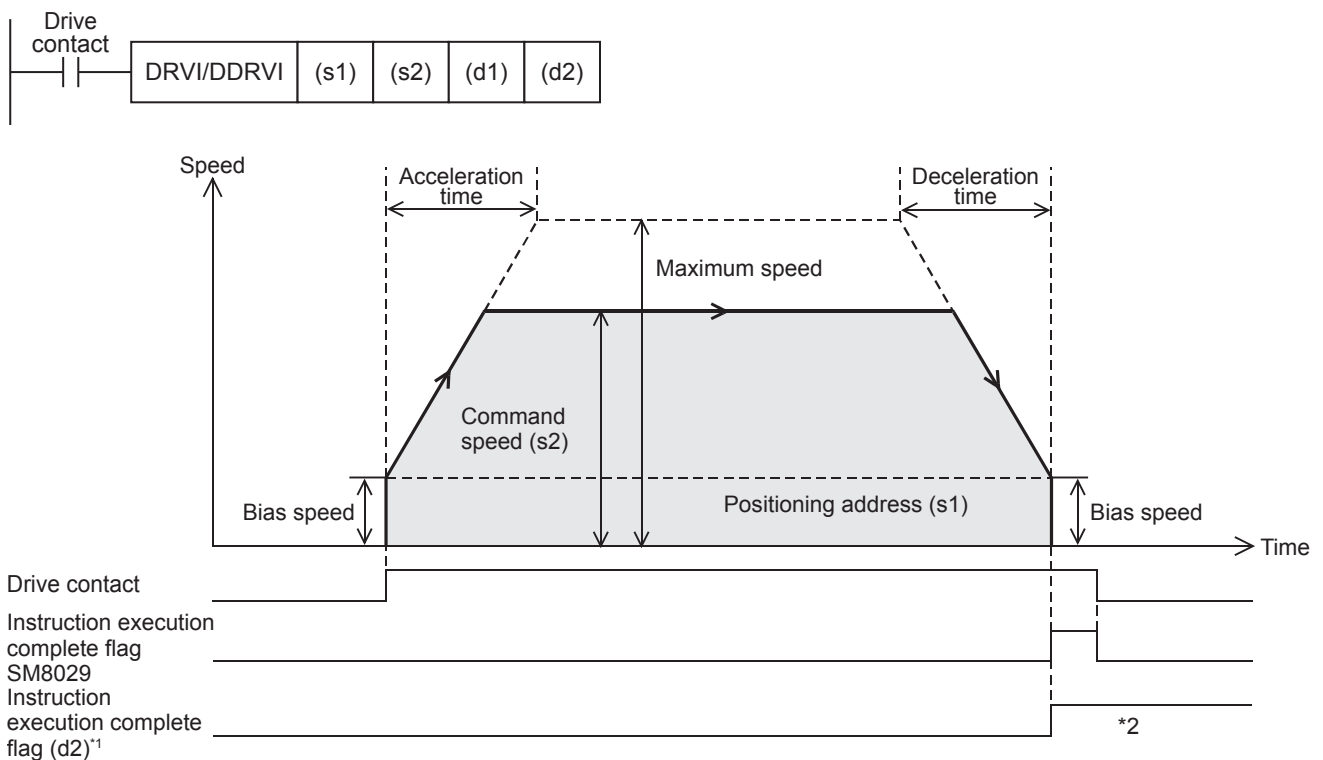 Drive
contact
DRVI/DDRVI (s1) (s2) (d1) (d2)
Speed
Acceleration
time
Deceleration
time
Maximum speed
Command
speed (s2)
Positioning address (s1)
Bias speed
Bias speed
Time
Drive contact
Instruction execution
complete flag
SM8029
Instruction
execution complete
flag (d2)*1
*2